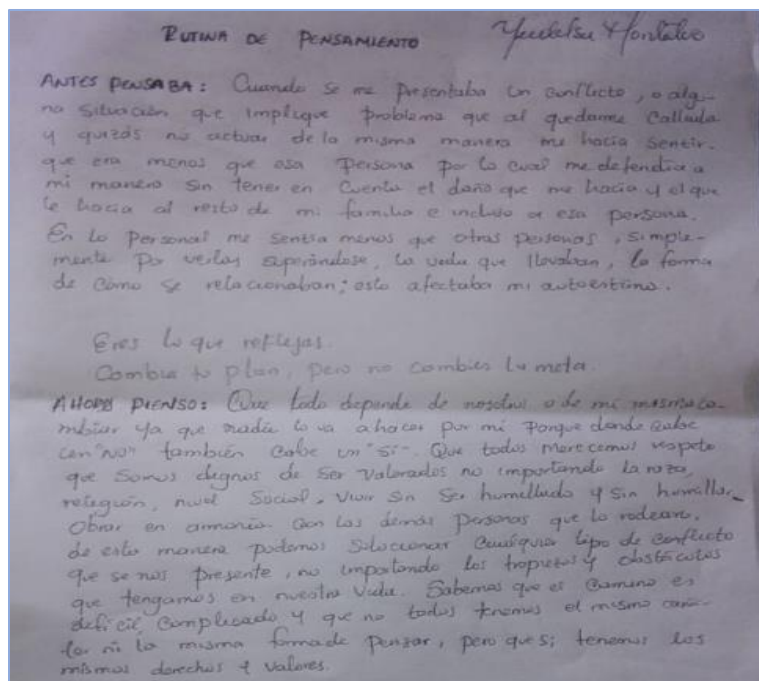 RUTINA DE PENSAMIENTO
ANTES PENSABA: Cuando se me presentaba un conflicto, o algu-
na situación que implique problema que al quedarme callada
y quizás no actuar de la misma manera me hacía sentir.
que era menos que esa persona por lo cual me defendía a
mi manera sin tener en cuenta el daño que me hacía y el que
le hacía al resto de mi familia e incluso a esa persona.
En lo personal me sentía menos que otras personas, simple-
mente por verlas superándose, la vida que llevaban, la forma
de cómo se relacionaban; esto afectaba mi autoestima.
Eres lo que reflejas.
Cambia tu plan, pero no cambies la meta.
AHORA PIENSO: Que todo depende de nosotros o de mi misma ca-
mbiar ya que nadie lo va a hacer por mi porque donde cabe
un "no" también cabe un "si". Que todos merecemos respeto
que somos dignos de ser valorados no importando la raza,
religión, nivel social, vivir sin ser humillado y sin humillar_
obrar en armonía con las demás personas que lo rodean.
de esta manera podemos solucionar cualquier tipo de conflicto
que se nos presente, no importando los tropiezos y obstáculos
que tengamos en nuestra vida. Sabemos que el camino es
difícil, complicado y que no todos tenemos el mismo
ni la misma forma de pensar, pero que si tenemos los
mismos derechos y valores.